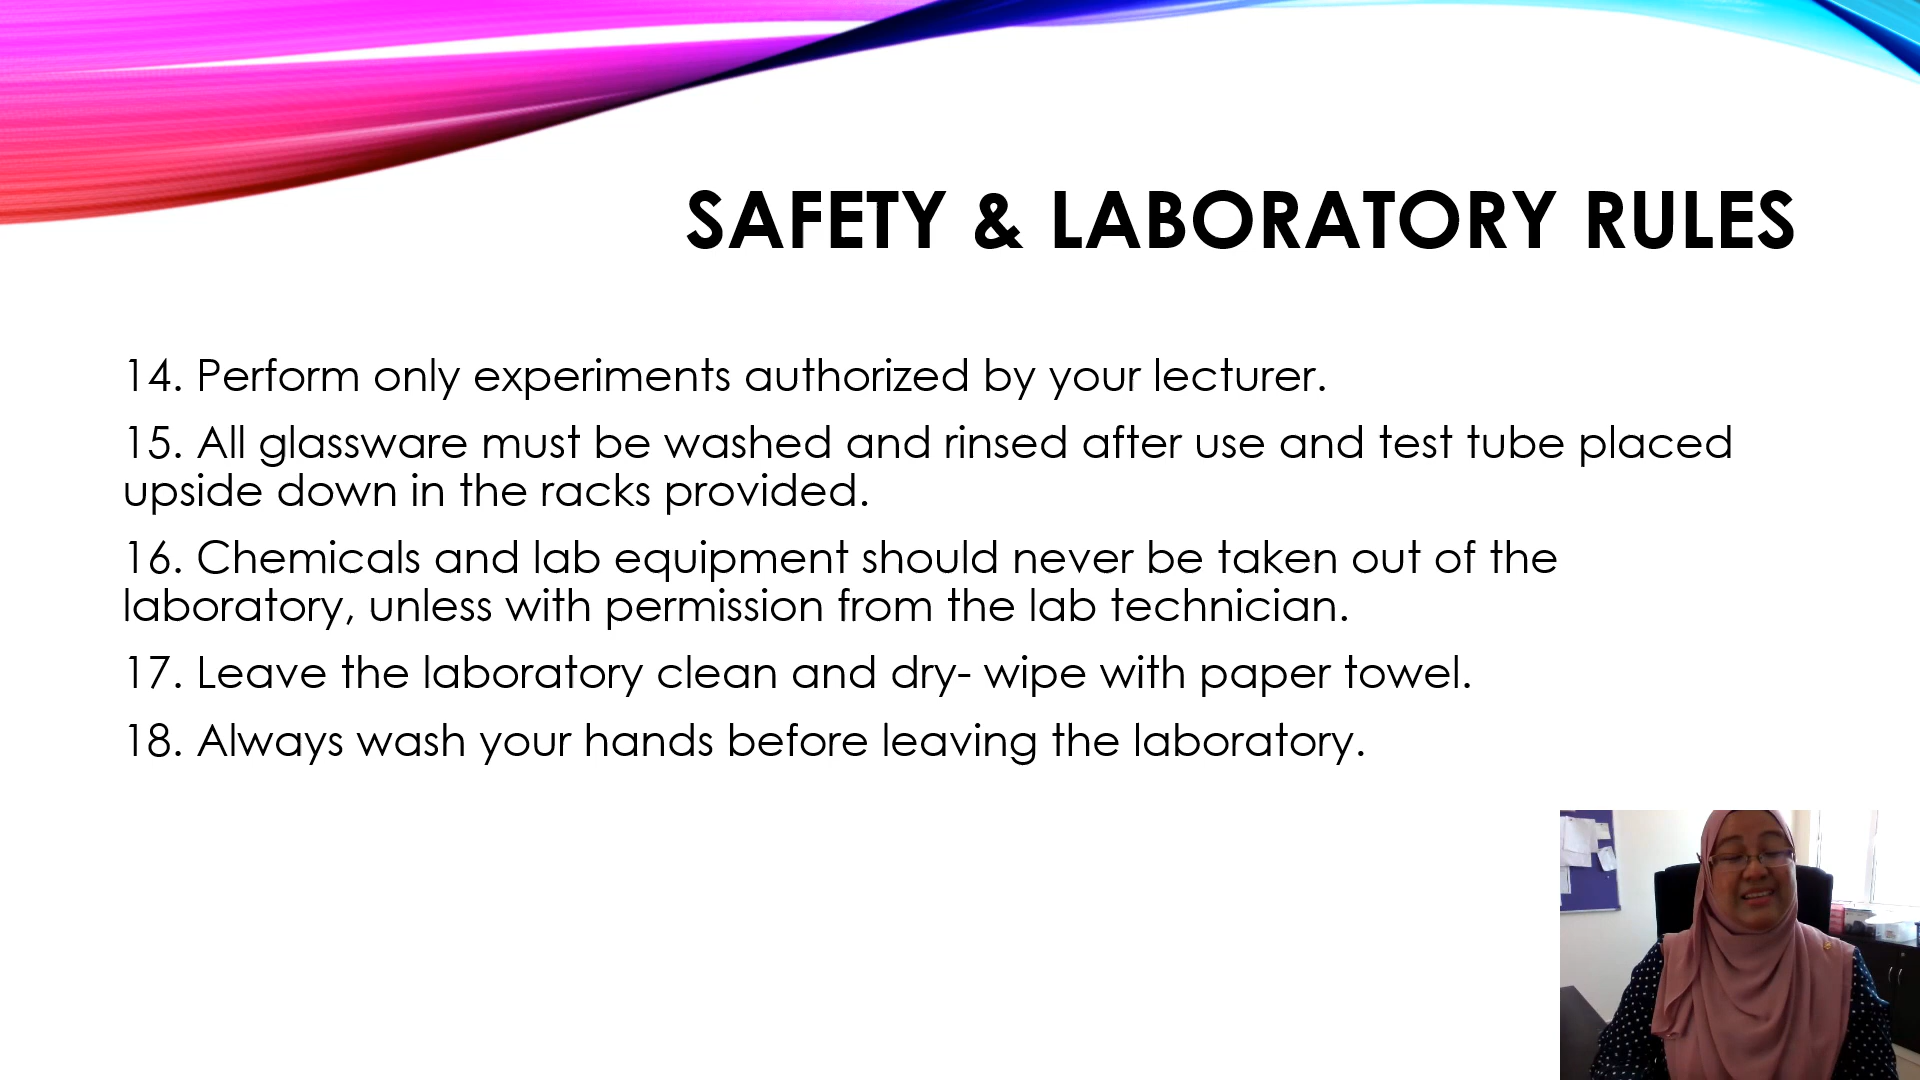 SAFETY & LABORATORY RULES
14. Perform only experiments authorized by your lecturer.
15. All glassware must be washed and rinsed after use and test tube placed
upside down in the racks provided.
16. Chemicals and lab equipment should never be taken out of the
laboratory, unless with permission from the lab technician.
17. Leave the laboratory clean and dry- wipe with paper towel.
18. Always wash your hands before leaving the laboratory.